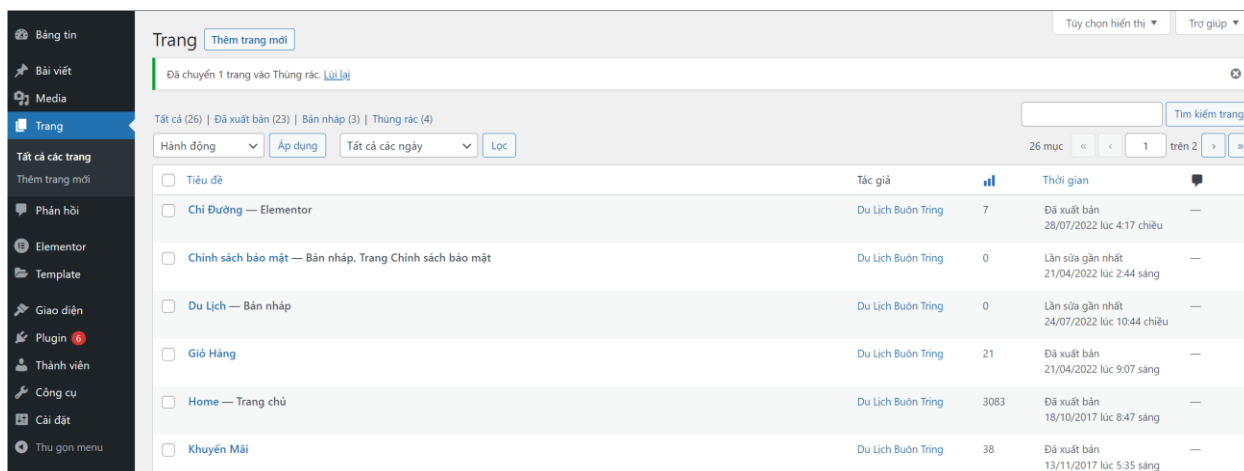 Tùy chọn hiển thị ▼
Trợ giúp ▼
Bảng tin
Bài viết
Media
Trang
Tất cả các trang
Thêm trang mới
Phản hồi
Elementor
Template
Giao diện
Plugin 6
Thành viên
Công cụ
Cài đặt
Thu gọn menu
Trang Thêm trang mới
Đã chuyển 1 trang vào Thùng rác. Lùi lại
Tất cả (26) | Đã xuất bản (23) | Bản nháp (3) | Thùng rác (4)
Tìm kiếm trang
Hành động Áp dụng Tất cả các ngày Lọc 26 mục « ‹ 1 trên 2 › »
Tiêu đề Tác giả Thời gian
Chỉ Đường — Elementor Du Lịch Buôn Tring 7 Đã xuất bản —
28/07/2022 lúc 4:17 chiều
Chính sách bảo mật — Bản nháp, Trang Chính sách bảo mật Du Lịch Buôn Tring 0 Lần sửa gần nhất —
21/04/2022 lúc 2:44 sáng
Du Lịch — Bản nháp Du Lịch Buôn Tring 0 Lần sửa gần nhất —
24/07/2022 lúc 10:44 chiều
Giỏ Hàng Du Lịch Buôn Tring 21 Đã xuất bản —
21/04/2022 lúc 9:07 sáng
Home — Trang chủ Du Lịch Buôn Tring 3083 Đã xuất bản —
18/10/2017 lúc 8:47 sáng
Khuyến Mãi Du Lịch Buôn Tring 38 Đã xuất bản —
13/11/2017 lúc 5:35 sáng